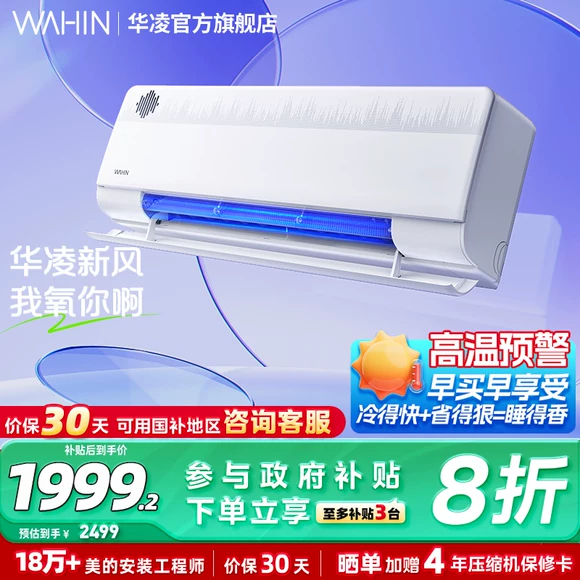 WAHIN 华凌官方旗舰店
WAHIN
华凌新风
我氧你啊
高温预警
早买早享受
冷得快+省得狠=睡得香
价保30天 可用国补地区 咨询客服
补贴后到手价
1999.2
预估到手¥ 2499
参与政府补贴
下单立享 至多补贴3台
8折
18万+美的安装工程师 价保30天 晒单加赠4年压缩机保修卡